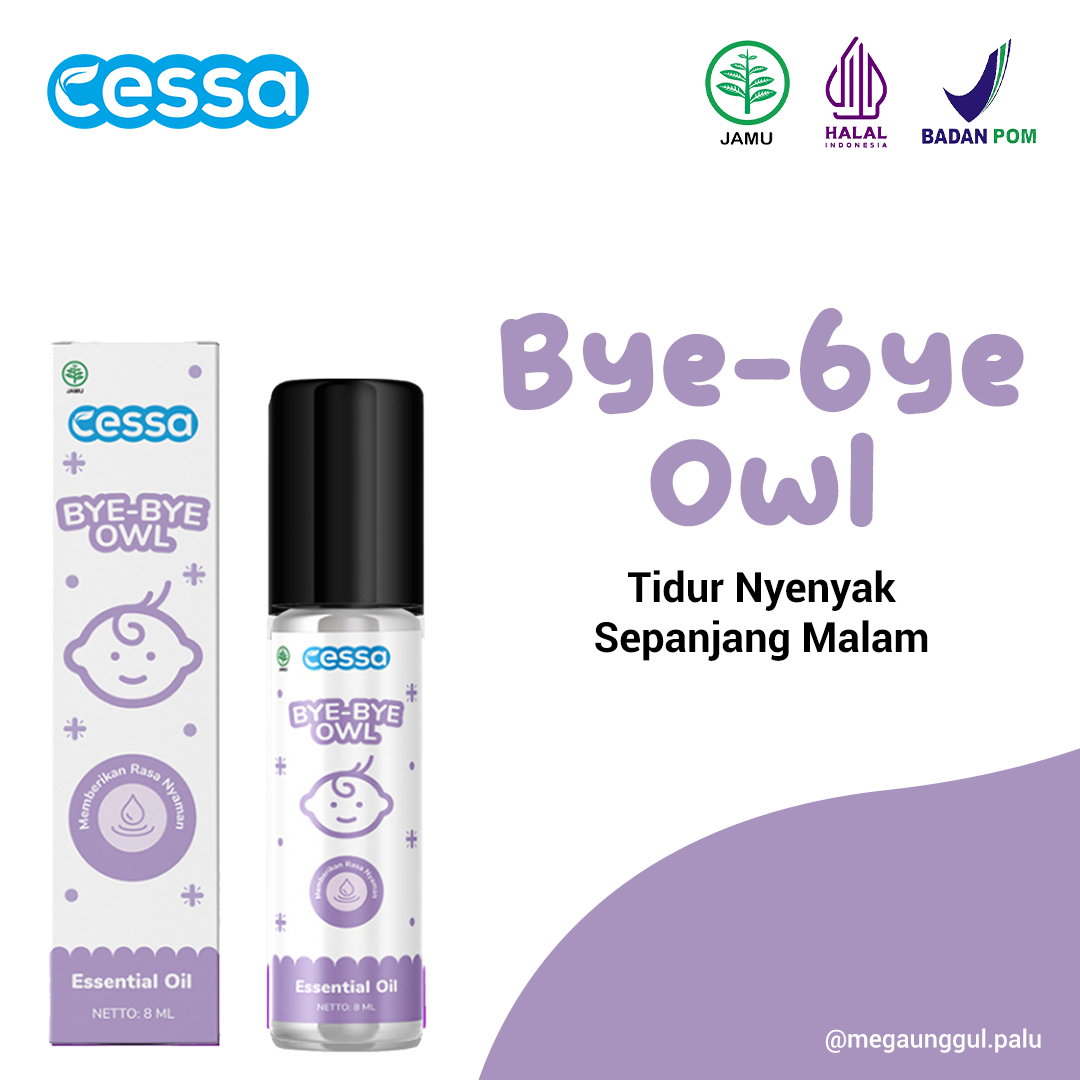 cessa
JAMU
HALAL
INDONESIA
BADAN POM
Bye-bye
Owl
Tidur Nyenyak
Sepanjang Malam
JAMU
cessa
BYE-BYE
OWL
Memberikan Rasa Nyaman
Essential Oil
NETTO: 8 ML
JAMU
cessa
BYE-BYE
OWL
Memberikan Rasa Nyaman
Essential Oil
NETTO: 8 ML
@megaunggul.palu